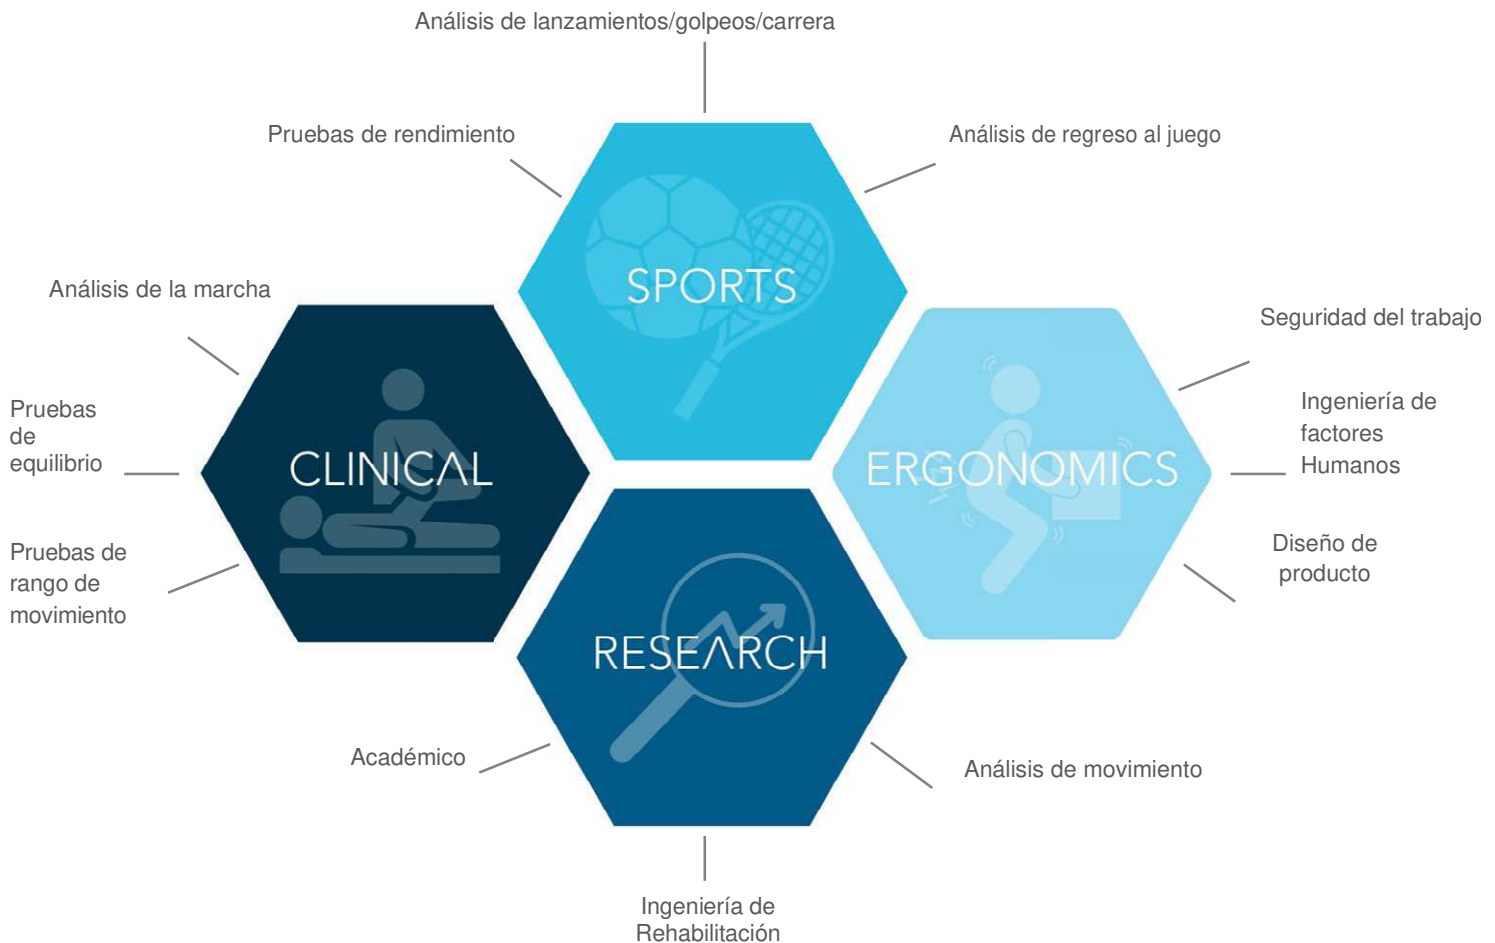 Análisis de lanzamientos/golpeos/carrera
Pruebas de rendimiento
Análisis de regreso al juego
SPORTS
Análisis de la marcha
Pruebas
de
equilibrio
Pruebas de
rango de
movimiento
CLINICAL
Seguridad del trabajo
Ingeniería de
factores
Humanos
Diseño de
producto
ERGONOMICS
RESEARCH
Académico
Análisis de movimiento
Ingeniería de
Rehabilitación